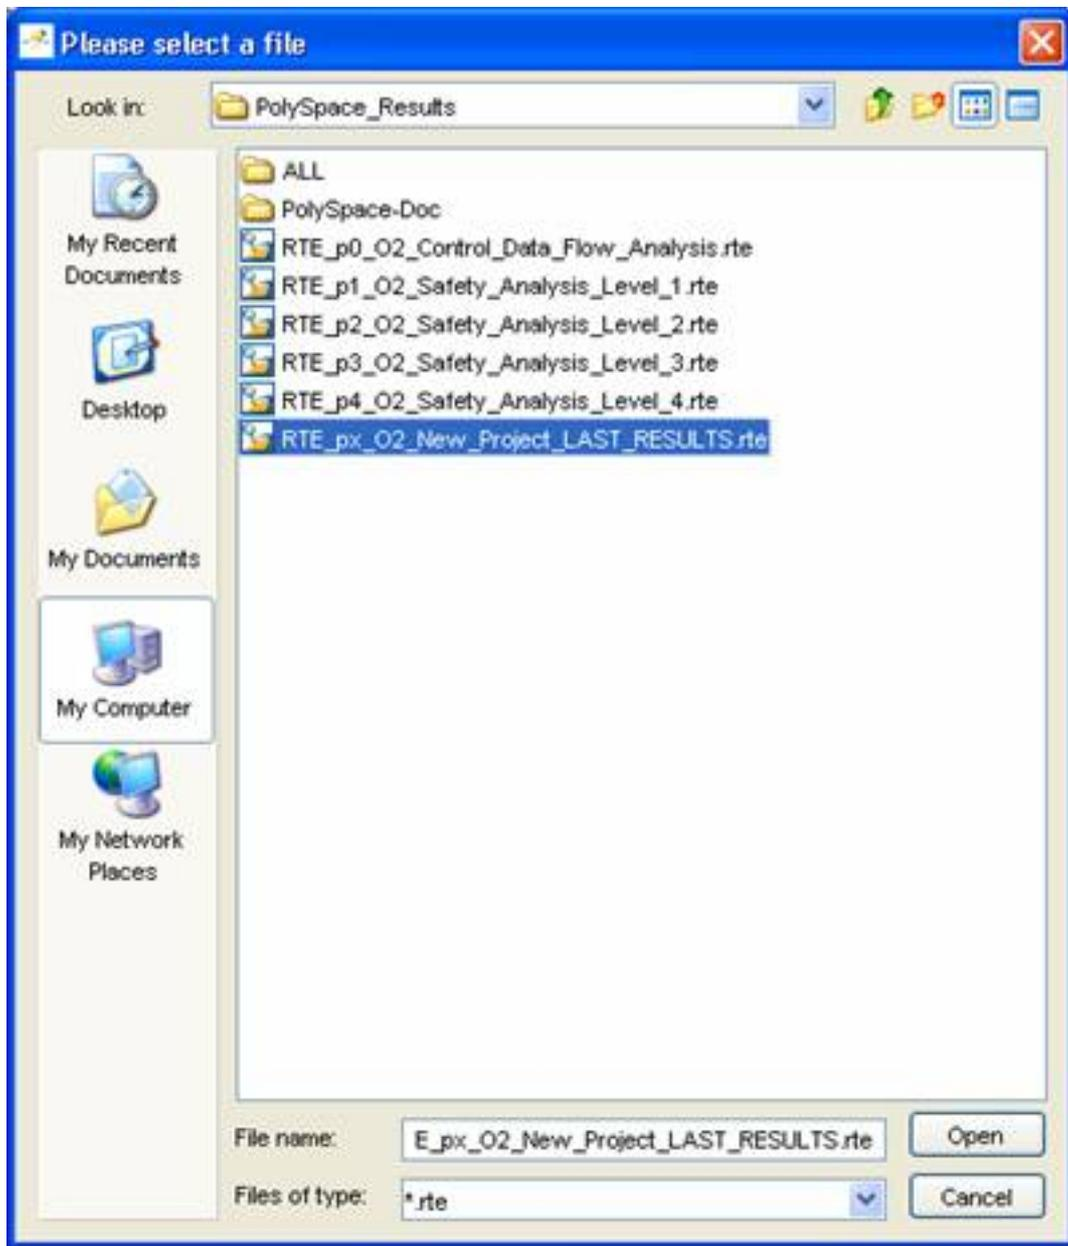 Please select a file
Look in:
PolySpace_Results
My Recent
Documents
Desktop
My Documents
My Computer
My Network
Places
ALL
PolySpace-Doc
RTE_p0_O2_Control_Data_Flow_Analysis.rte
RTE_p1_O2_Safety_Analysis_Level_1.rte
RTE_p2_O2_Safety_Analysis_Level_2.rte
RTE_p3_O2_Safety_Analysis_Level_3.rte
RTE_p4_O2_Safety_Analysis_Level_4.rte
RTE_px_O2_New_Project_LAST_RESULTS.rte
File name:
E_px_O2_New_Project_LAST_RESULTS.rte
Open
Files of type:
*.rte
Cancel